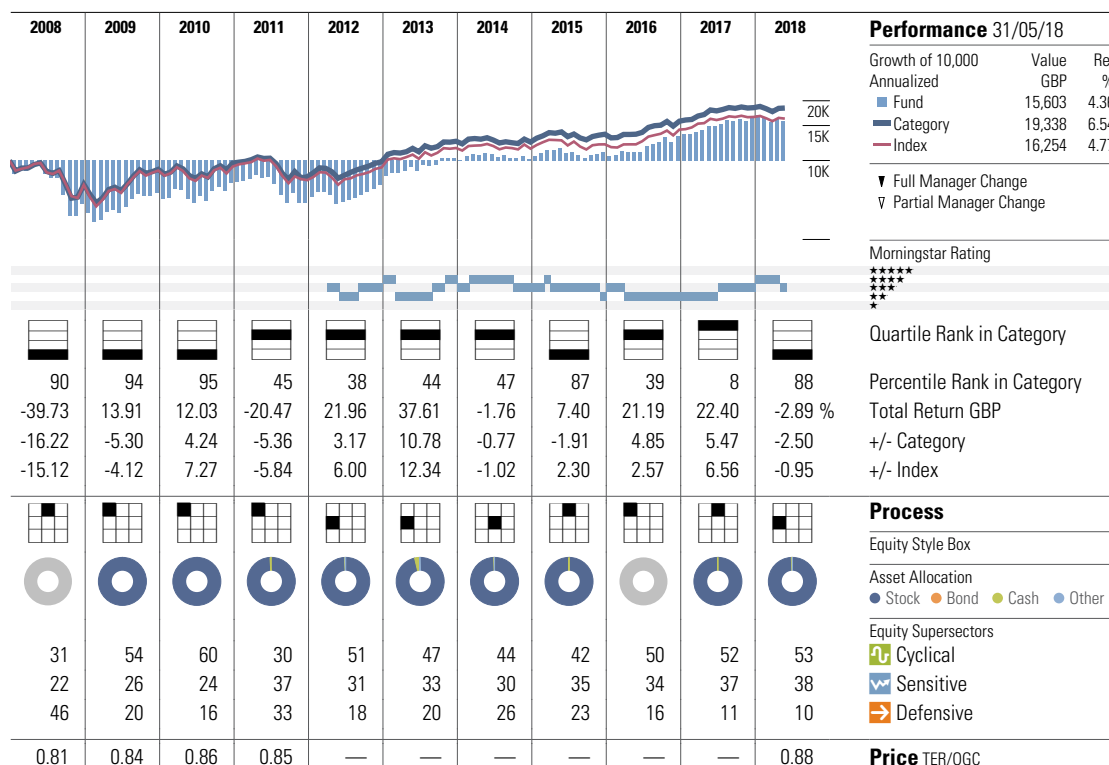 2008 2009 2010 2011 2012 2013 2014 2015 2016 2017 2018
Performance 31/05/18
Growth of 10,000 Value
Annualized GBP
Fund 15,603
Category 19,338
Index 16,254
20K
15K
10K
Full Manager Change
Partial Manager Change
Morningstar Rating
★★★★★
★★★★
★★★
★★
★
Quartile Rank in Category
90 94 95 45 38 44 47 87 39 8 88 Percentile Rank in Category
-39.73 13.91 12.03 -20.47 21.96 37.61 -1.76 7.40 21.19 22.40 -2.89 % Total Return GBP
-16.22 -5.30 4.24 -5.36 3.17 10.78 -0.77 -1.91 4.85 5.47 -2.50 +/- Category
-15.12 -4.12 7.27 -5.84 6.00 12.34 -1.02 2.30 2.57 6.56 -0.95 +/- Index
Process
Equity Style Box
Asset Allocation
Stock Bond Cash Other
Equity Supersectors
31 54 60 30 51 47 44 42 50 52 53 Cyclical
22 26 24 37 31 33 30 35 34 37 38 Sensitive
46 20 16 33 18 20 26 23 16 11 10 Defensive
0.81 0.84 0.86 0.85 — — — — — — 0.88 Price TER/OGC